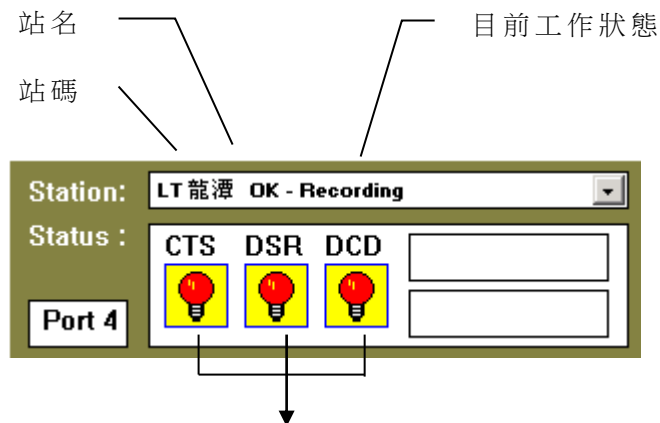 站名
目前工作狀態
站碼
Station: LT 龍潭 OK - Recording
Status :
CTS DSR DCD
Port 4